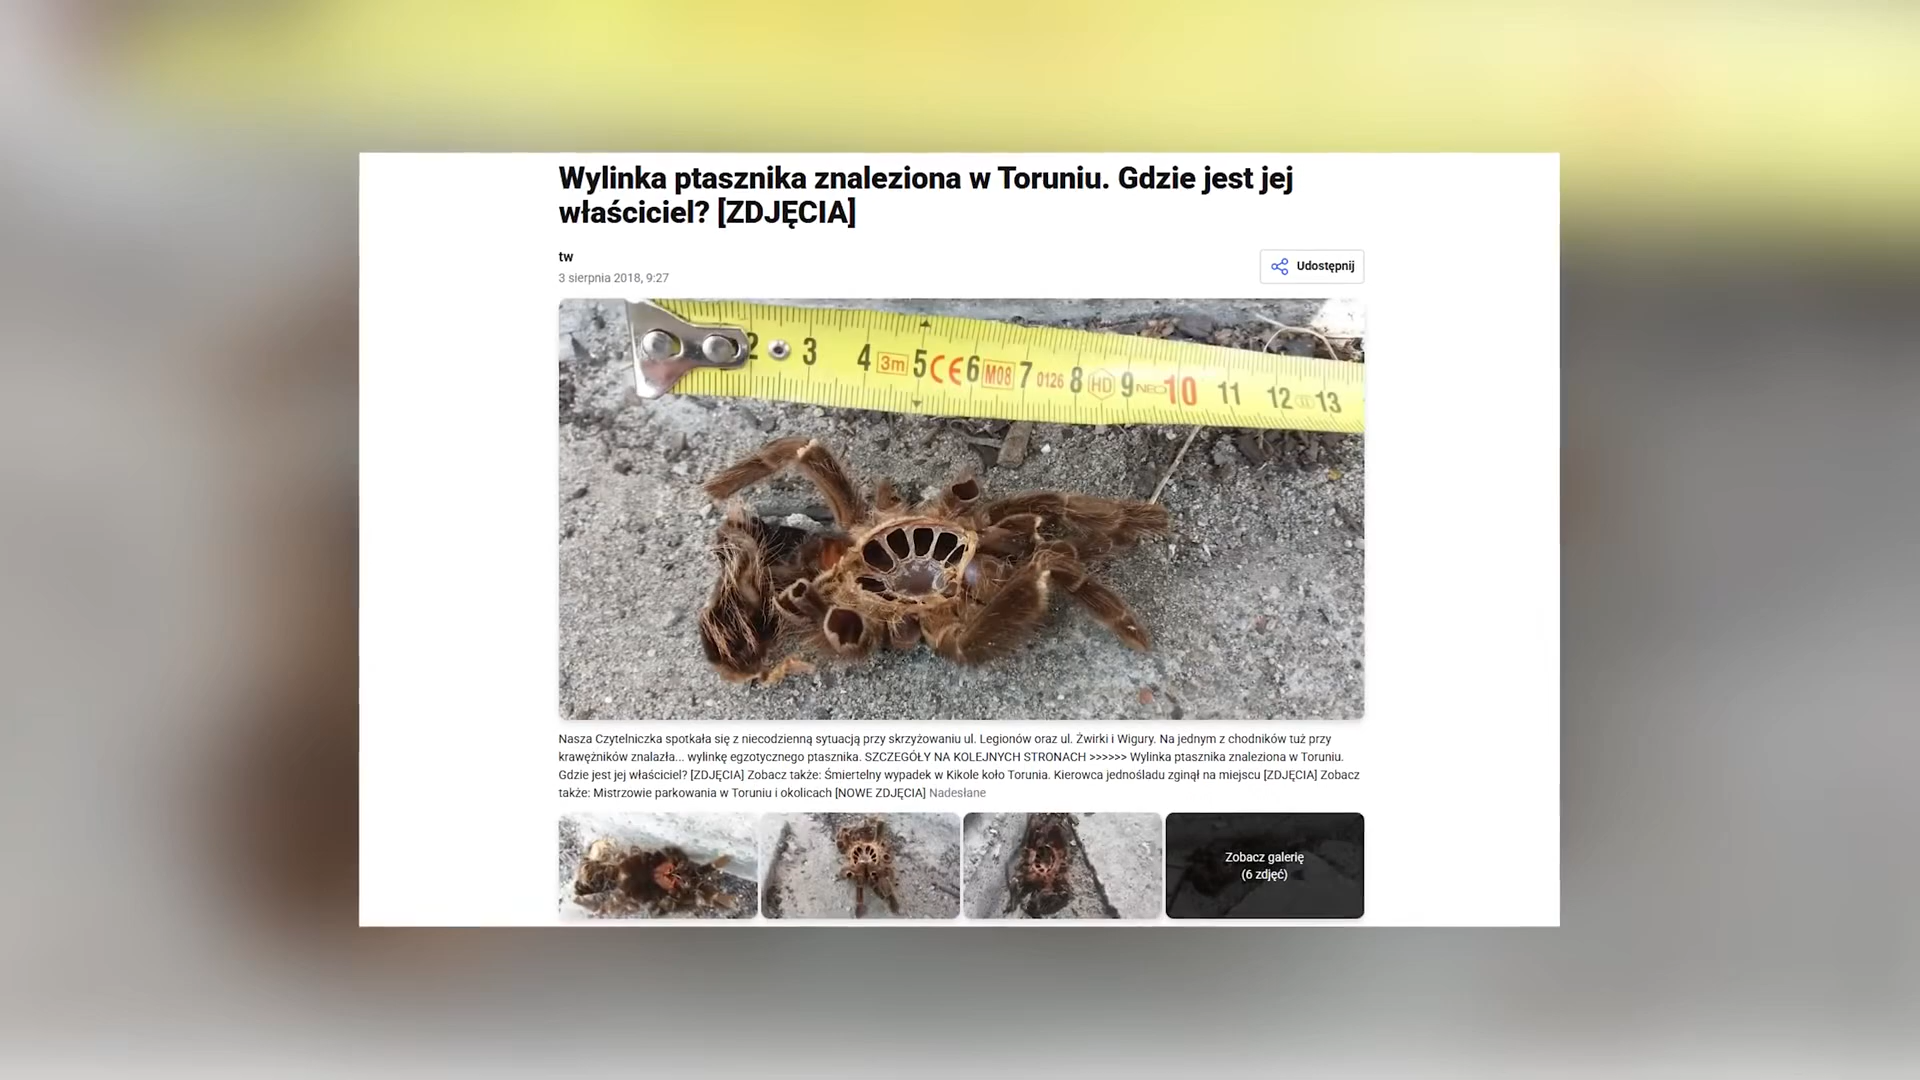 Wylinka ptasznika znaleziona w Toruniu. Gdzie jest jej
właściciel? [ZDJĘCIA]
tw
3 sierpnia 2018, 9:27
Udostępnij
2 3 4 3m 5 CE 6 M08 7 0126 8 HD 9 NEO 10 11 12 13
Nasza Czytelniczka spotkała się z niecodzienną sytuacją przy skrzyżowaniu ul. Legionów oraz ul. Żwirki i Wigury. Na jednym z chodników tuż przy
krawężników znalazła... wylinkę egzotycznego ptasznika. SZCZEGÓŁY NA KOLEJNYCH STRONACH >>>>>> Wylinka ptasznika znaleziona w Toruniu.
Gdzie jest jej właściciel? [ZDJĘCIA] Zobacz także: Śmiertelny wypadek w Kikole koło Torunia. Kierowca jednośladu zginął na miejscu [ZDJĘCIA] Zobacz
także: Mistrzowie parkowania w Toruniu i okolicach [NOWE ZDJĘCIA] Nadesłane
Zobacz galerię
(6 zdjęć)